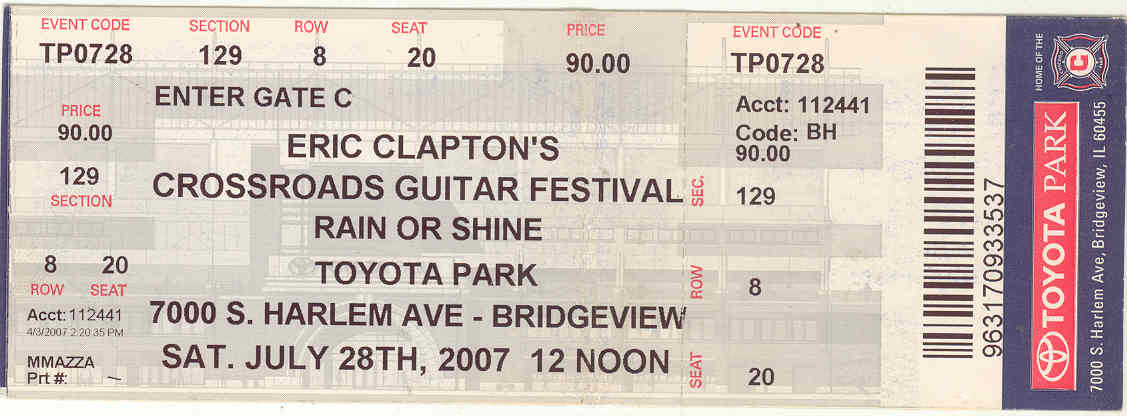 EVENT CODE SECTION ROW SEAT PRICE
TP0728 129 8 20 90.00
ENTER GATE C
PRICE
90.00
129
SECTION
8 20
ROW SEAT
Acct:112441
4/3/2007 2:20:35 PM
MMAZZA
Prt #:
ERIC CLAPTON'S
CROSSROADS GUITAR FESTIVAL
RAIN OR SHINE
TOYOTA PARK
7000 S. HARLEM AVE - BRIDGEVIEW
SAT. JULY 28TH, 2007 12 NOON
EVENT CODE
TP0728
Acct: 112441
Code: BH
90.00
SEC. 129
ROW 8
SEAT 20
963170933537
HOME OF THE
C
TOYOTA PARK
7000 S. Harlem Ave, Bridgeview, IL 60455